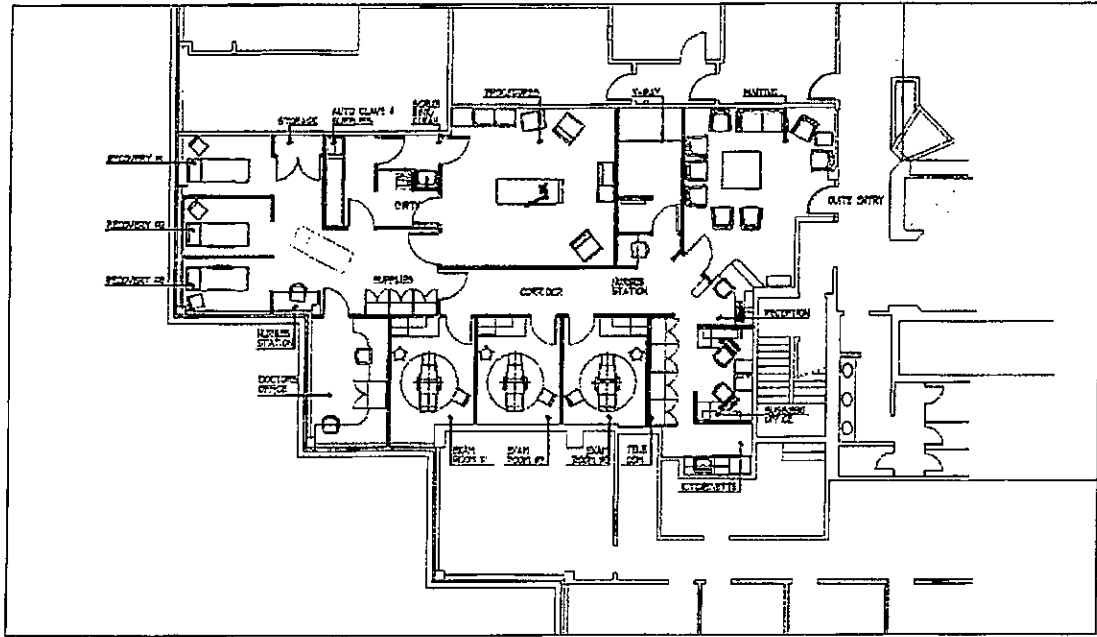 STORAGE
AUTO CLAVE &
SUPPLIES
X-RAY
WAITING
RECOVERY #1
DIRTY
SUITE ENTRY
RECOVERY #2
RECOVERY #3
SUPPLIES
CORRIDOR
NURSES
STATION
RECEPTION
NURSES
STATION
DOCTORS
OFFICE
BUSINESS
OFFICE
EXAM
ROOM #1
EXAM
ROOM #2
EXAM
ROOM #3
TELE
COM
KITCHENETTE